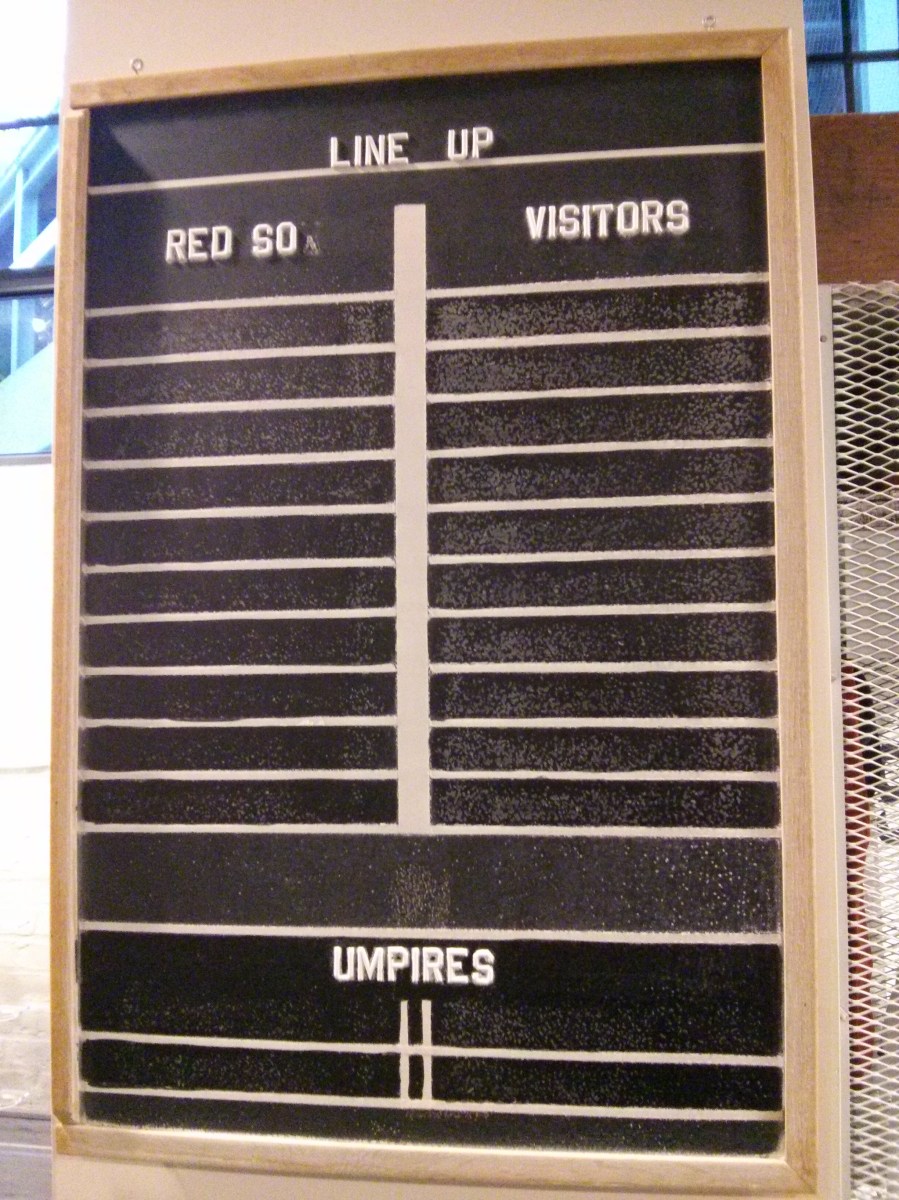 LINE UP
RED SO
VISITORS
UMPIRES